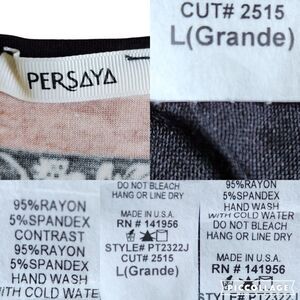 PERSAYA
CUT# 2515
L(Grande)
95%RAYON
5%SPANDEX
CONTRAST
95%RAYON
5%SPANDEX
HAND WASH
WITH COLD WATER
DO NOT BLEACH
HANG OR LINE DRY
MADE IN U.S.A.
RN # 141956
STYLE# PT2322J
CUT# 2515
L(Grande)
95%RAYON
5%SPANDEX
HAND WASH
WITH COLD WATER
DO NOT BLEACH
HANG OR LINE DRY
MADE IN U.S.A.
RN # 141956
PIC COLLAGE